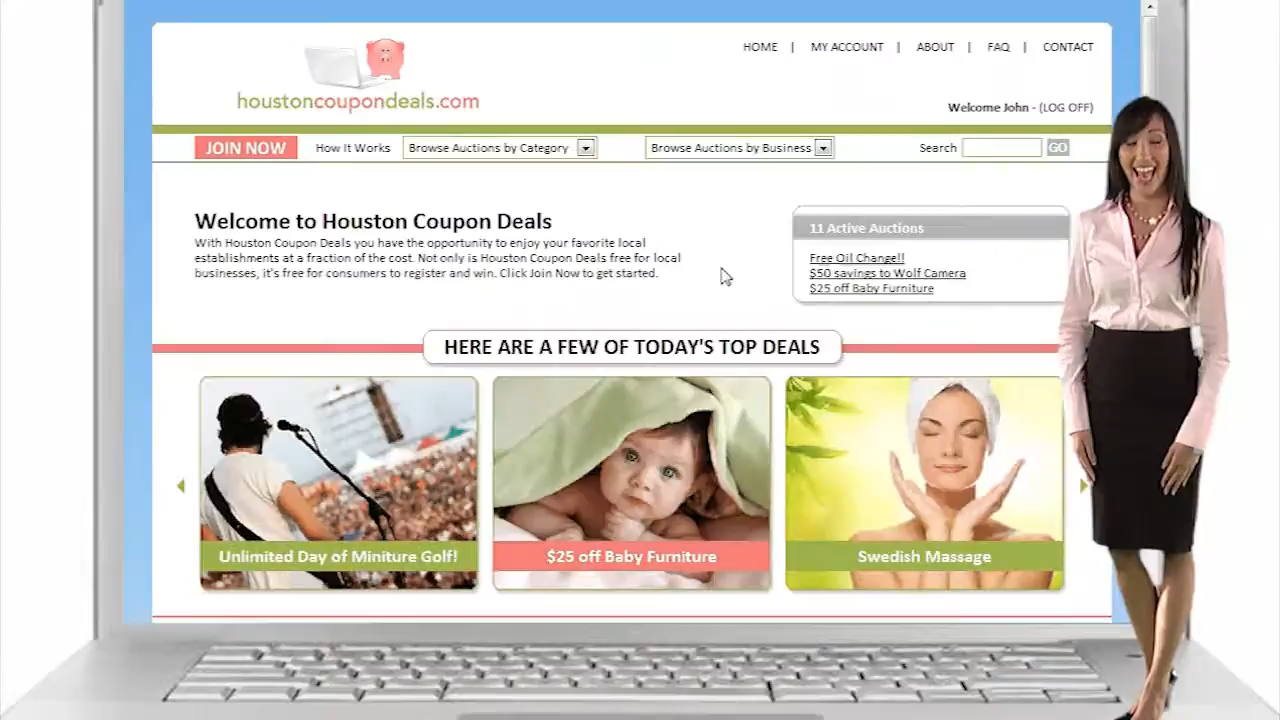 HOME | MY ACCOUNT | ABOUT | FAQ | CONTACT
houstoncoupondeals.com
Welcome John - (LOG OFF)
JOIN NOW How It Works Browse Auctions by Category Browse Auctions by Business Search GO
Welcome to Houston Coupon Deals
With Houston Coupon Deals you have the opportunity to enjoy your favorite local
establishments at a fraction of the cost. Not only is Houston Coupon Deals free for local
businesses, it's free for consumers to register and win. Click Join Now to get started.
11 Active Auctions
Free Oil Change!!
$50 savings to Wolf Camera
$25 off Baby Furniture
HERE ARE A FEW OF TODAY'S TOP DEALS
Unlimited Day of Miniture Golf!
$25 off Baby Furniture
Swedish Massage